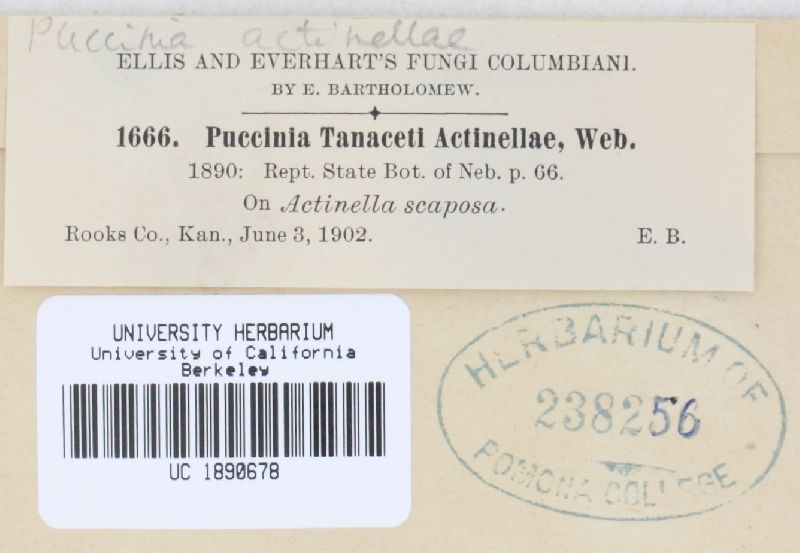 Puccinia actinellae
ELLIS AND EVERHART'S FUNGI COLUMBIANI.
BY E. BARTHOLOMEW.
1666. Puccinia Tanaceti Actinellae, Web.
1890: Rept. State Bot. of Neb. p. 66.
On Actinella scaposa.
Rooks Co., Kan., June 3, 1902. E. B.
UNIVERSITY HERBARIUM
University of California
Berkeley
UC 1890678
HERBARIUM OF
238256
POMONA COLLEGE